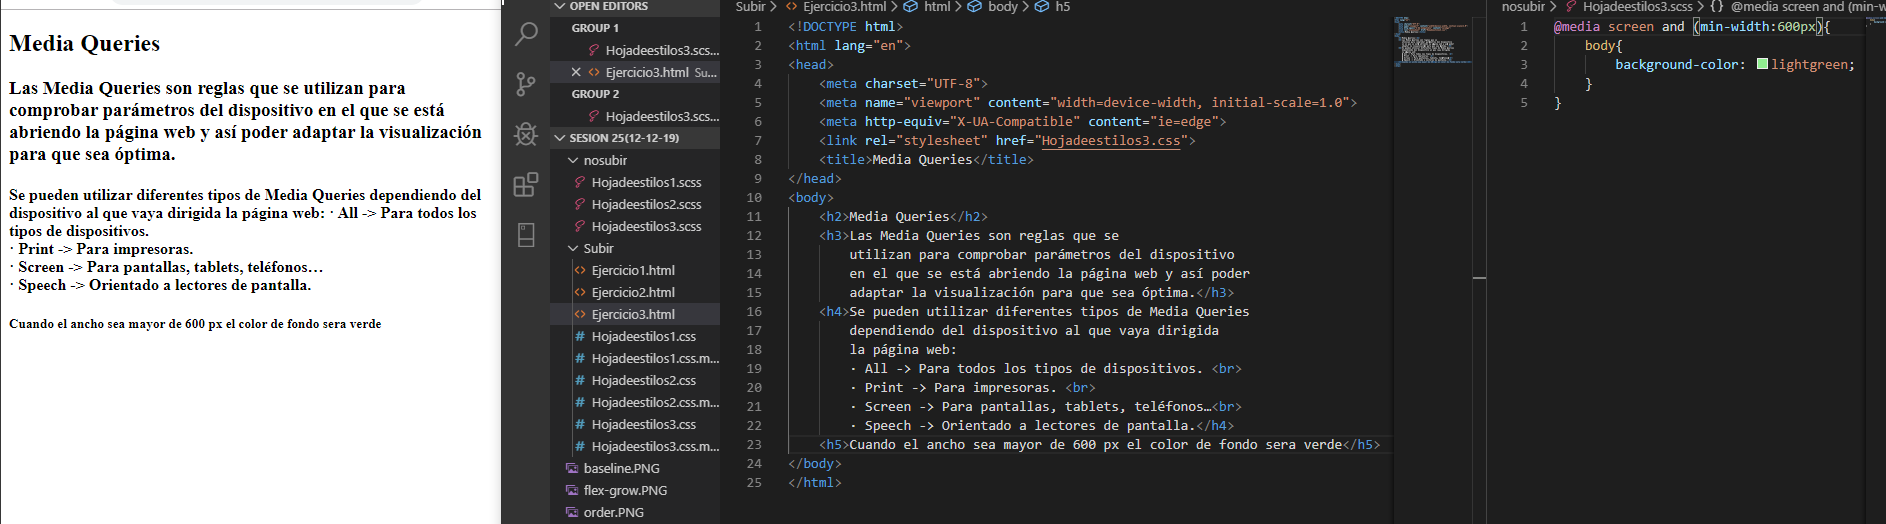 Media Queries
Las Media Queries son reglas que se utilizan para
comprobar parámetros del dispositivo en el que se está
abriendo la página web y así poder adaptar la visualización
para que sea óptima.
Se pueden utilizar diferentes tipos de Media Queries dependiendo del
dispositivo al que vaya dirigida la página web: · All -> Para todos los
tipos de dispositivos.
· Print -> Para impresoras.
· Screen -> Para pantallas, tablets, teléfonos…
· Speech -> Orientado a lectores de pantalla.
Cuando el ancho sea mayor de 600 px el color de fondo sera verde
OPEN EDITORS
GROUP 1
Hojadeestilos3.scs...
Ejercicio3.html Su...
GROUP 2
Hojadeestilos3.scs...
SESION 25(12-12-19)
nosubir
Hojadeestilos1.scss
Hojadeestilos2.scss
Hojadeestilos3.scss
Subir
Ejercicio1.html
Ejercicio2.html
Ejercicio3.html
# Hojadeestilos1.css
# Hojadeestilos1.css.m...
# Hojadeestilos2.css
# Hojadeestilos2.css.m...
# Hojadeestilos3.css
# Hojadeestilos3.css.m...
baseline.PNG
flex-grow.PNG
order.PNG
Subir > Ejercicio3.html > html > body > h5
1 <!DOCTYPE html>
2 <html lang="en">
3 <head>
4 <meta charset="UTF-8">
5 <meta name="viewport" content="width=device-width, initial-scale=1.0">
6 <meta http-equiv="X-UA-Compatible" content="ie=edge">
7 <link rel="stylesheet" href="Hojadeestilos3.css">
8 <title>Media Queries</title>
9 </head>
10 <body>
11 <h2>Media Queries</h2>
12 <h3>Las Media Queries son reglas que se
13 utilizan para comprobar parámetros del dispositivo
14 en el que se está abriendo la página web y así poder
15 adaptar la visualización para que sea óptima.</h3>
16 <h4>Se pueden utilizar diferentes tipos de Media Queries
17 dependiendo del dispositivo al que vaya dirigida
18 la página web:
19 · All -> Para todos los tipos de dispositivos. <br>
20 · Print -> Para impresoras. <br>
21 · Screen -> Para pantallas, tablets, teléfonos…<br>
22 · Speech -> Orientado a lectores de pantalla.</h4>
23 <h5>Cuando el ancho sea mayor de 600 px el color de fondo sera verde</h5>
24 </body>
25 </html>
nosubir > Hojadeestilos3.scss > {} @media screen and (min-w
1 @media screen and (min-width:600px){
2 body{
3 background-color: lightgreen;
4 }
5 }